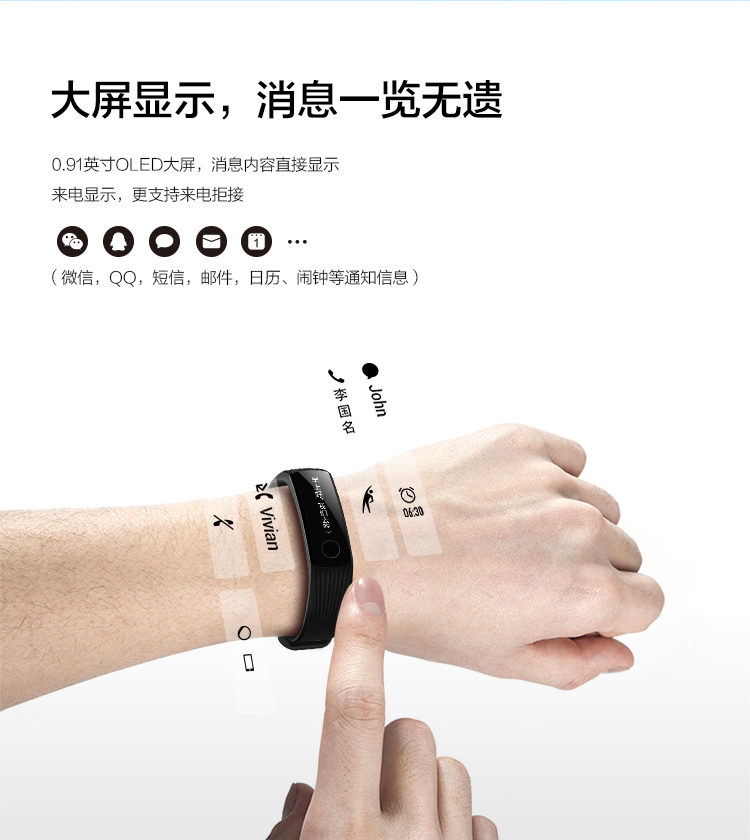 大屏显示，消息一览无遗
0.91英寸OLED大屏，消息内容直接显示
来电显示，更支持来电拒接
1
（微信，QQ，短信，邮件，日历、闹钟等通知信息）
John
李国名
Vivian
06:30